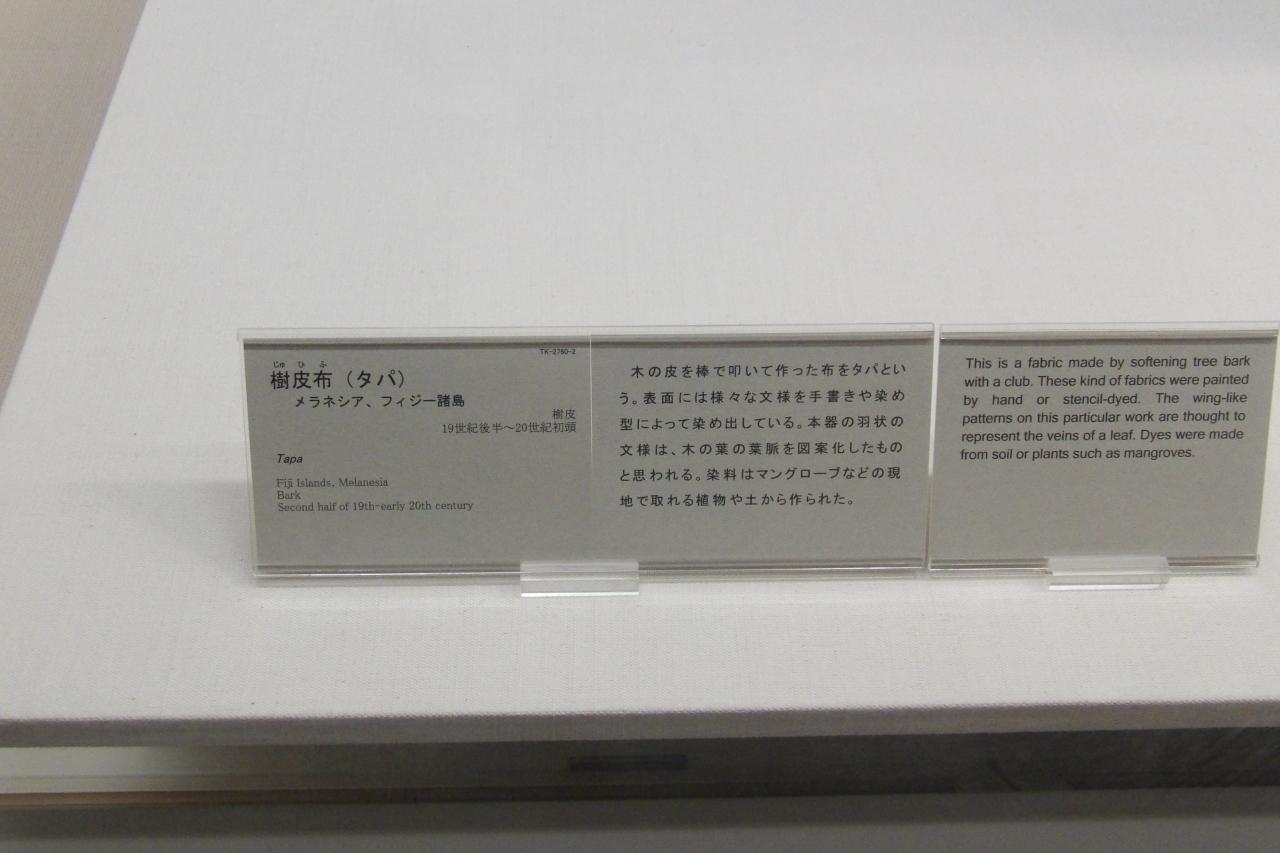 TK-2760-2
じゅ ひ ふ
樹皮布（タパ）
メラネシア、フィジー諸島
樹皮
19世紀後半～20世紀初頭
Tapa
Fiji Islands, Melanesia
Bark
Second half of 19th-early 20th century
木の皮を棒で叩いて作った布をタパとい
う。表面には様々な文様を手書きや染め
型によって染め出している。本器の羽状の
文様は、木の葉の葉脈を図案化したもの
と思われる。染料はマングローブなどの現
地で取れる植物や土から作られた。
This is a fabric made by softening tree bark
with a club. These kind of fabrics were painted
by hand or stencil-dyed. The wing-like
patterns on this particular work are thought to
represent the veins of a leaf. Dyes were made
from soil or plants such as mangroves.